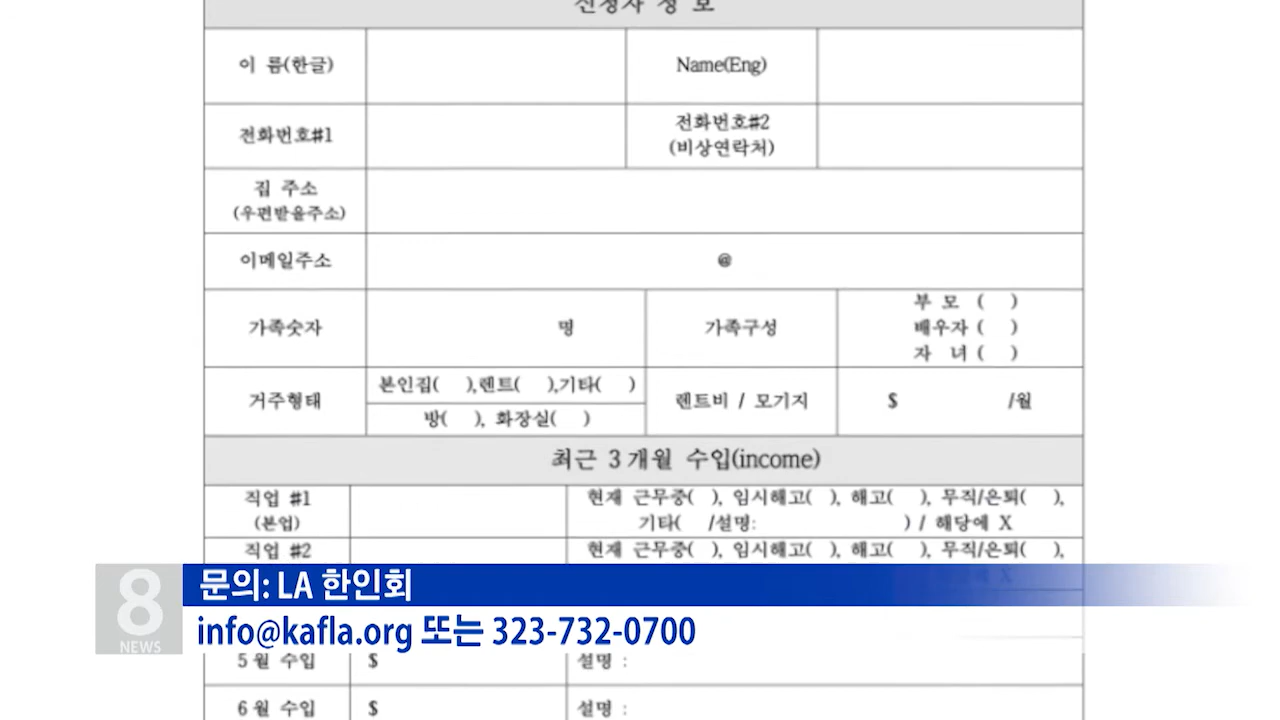 신청자 정보
이 름(한글)
Name(Eng)
전화번호#1
전화번호#2
(비상연락처)
집 주소
(우편받을주소)
이메일주소
@
가족숫자
명
가족구성
부 모 ( )
배우자 ( )
자 녀 ( )
거주형태
본인집( ),렌트( ),기타( )
방( ), 화장실( )
렌트비 / 모기지
$ /월
최근 3개월 수입(income)
직업 #1
(본업)
현재 근무중( ), 임시해고( ), 해고( ), 무직/은퇴( ),
기타( /설명: ) / 해당에 X
직업 #2
현재 근무중( ), 임시해고( ), 해고( ), 무직/은퇴( ),
8
NEWS
문의: LA 한인회
info@kafla.org 또는 323-732-0700
5월 수입
$
설명 :
6월 수입
$
설명 :